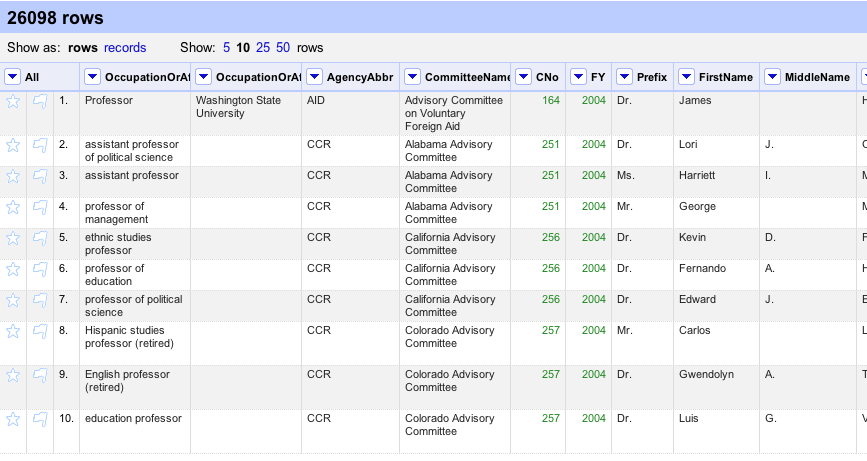 26098 rows
Show as: rows records Show: 5 10 25 50 rows
All OccupationOrAf OccupationOrAf AgencyAbbr CommitteeName CNo FY Prefix FirstName MiddleName
1. Professor Washington State AID Advisory Committee 164 2004 Dr. James H
University on Voluntary
Foreign Aid
2. assistant professor CCR Alabama Advisory 251 2004 Dr. Lori J.
of political science Committee
3. assistant professor CCR Alabama Advisory 251 2004 Ms. Harriett I. M
Committee
4. professor of CCR Alabama Advisory 251 2004 Mr. George M
management Committee
5. ethnic studies CCR California Advisory 256 2004 Dr. Kevin D. F
professor Committee
6. professor of CCR California Advisory 256 2004 Dr. Fernando A. H
education Committee
7. professor of political CCR California Advisory 256 2004 Dr. Edward J. E
science Committee
8. Hispanic studies CCR Colorado Advisory 257 2004 Mr. Carlos L
professor (retired) Committee
9. English professor CCR Colorado Advisory 257 2004 Dr. Gwendolyn A. T
(retired) Committee
10. education professor CCR Colorado Advisory 257 2004 Dr. Luis G. V
Committee